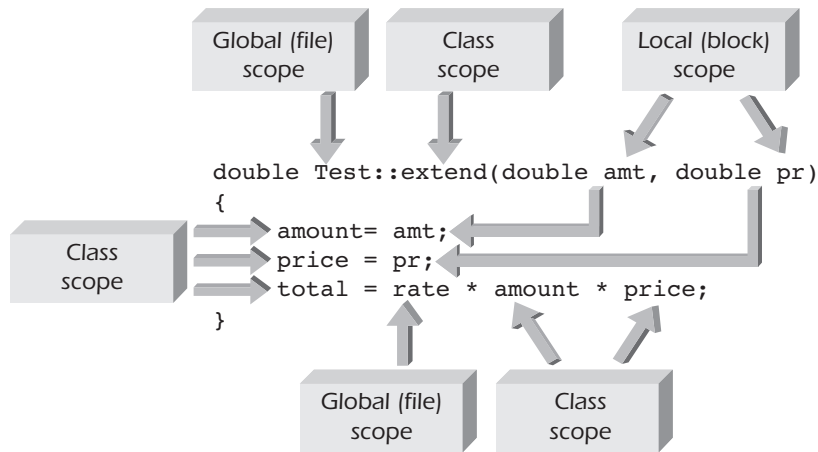 Global (file)
scope
Class
scope
Local (block)
scope
double Test::extend(double amt, double pr)
{
amount= amt;
price = pr;
total = rate * amount * price;
}
Class
scope
Global (file)
scope
Class
scope